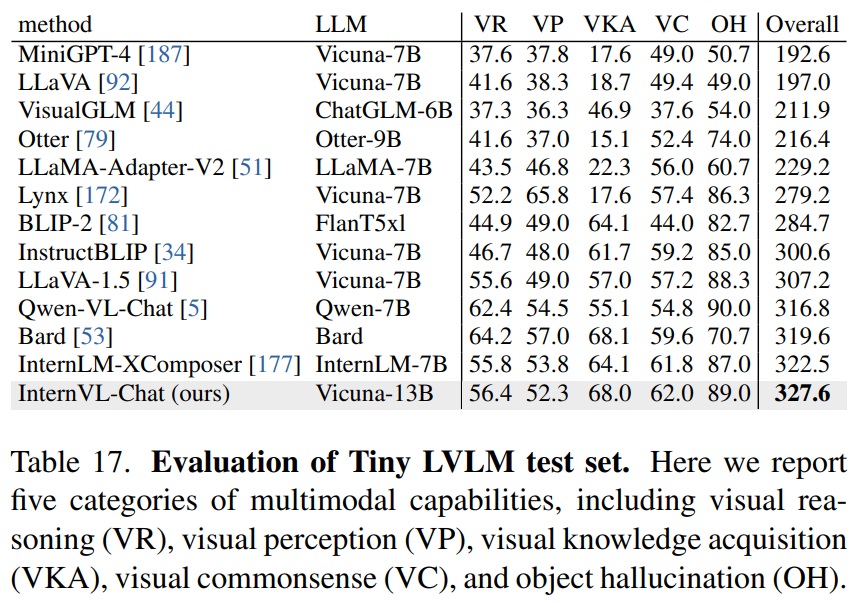 method LLM VR VP VKA VC OH Overall
MiniGPT-4 [187] Vicuna-7B 37.6 37.8 17.6 49.0 50.7 192.6
LLaVA [92] Vicuna-7B 41.6 38.3 18.7 49.4 49.0 197.0
VisualGLM [44] ChatGLM-6B 37.3 36.3 46.9 37.6 54.0 211.9
Otter [79] Otter-9B 41.6 37.0 15.1 52.4 74.0 216.4
LLaMA-Adapter-V2 [51] LLaMA-7B 43.5 46.8 22.3 56.0 60.7 229.2
Lynx [172] Vicuna-7B 52.2 65.8 17.6 57.4 86.3 279.2
BLIP-2 [81] FlanT5xl 44.9 49.0 64.1 44.0 82.7 284.7
InstructBLIP [34] Vicuna-7B 46.7 48.0 61.7 59.2 85.0 300.6
LLaVA-1.5 [91] Vicuna-7B 55.6 49.0 57.0 57.2 88.3 307.2
Qwen-VL-Chat [5] Qwen-7B 62.4 54.5 55.1 54.8 90.0 316.8
Bard [53] Bard 64.2 57.0 68.1 59.6 70.7 319.6
InternLM-XComposer [177] InternLM-7B 55.8 53.8 64.1 61.8 87.0 322.5
InternVL-Chat (ours) Vicuna-13B 56.4 52.3 68.0 62.0 89.0 327.6
Table 17. Evaluation of Tiny LVLM test set. Here we report
five categories of multimodal capabilities, including visual rea-
soning (VR), visual perception (VP), visual knowledge acquisition
(VKA), visual commonsense (VC), and object hallucination (OH).